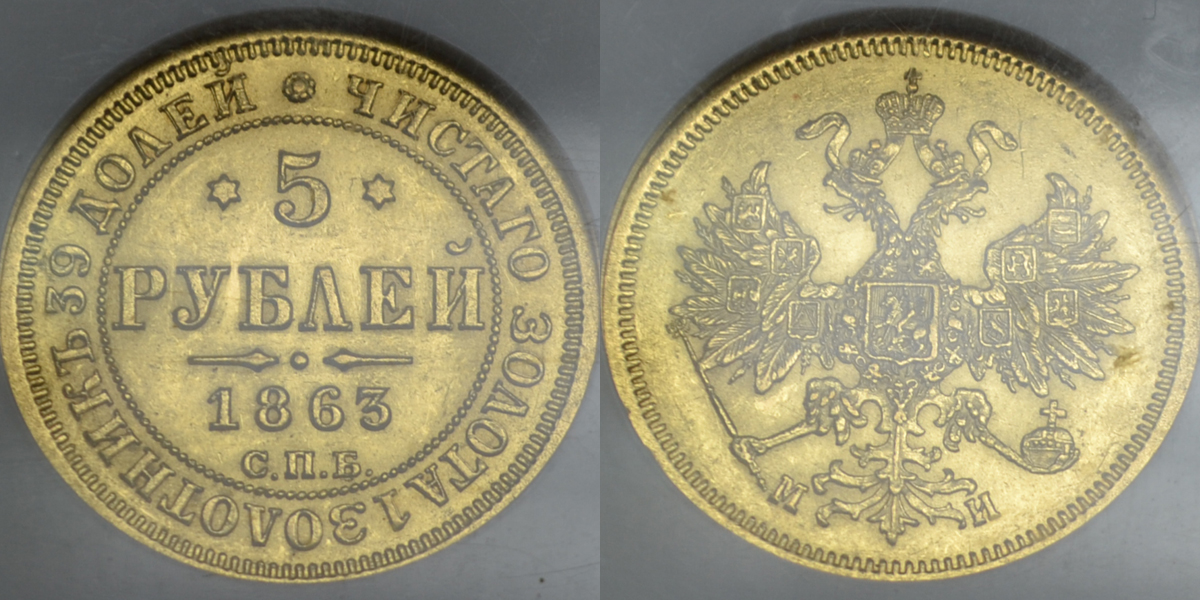 ЧИСТАГО ЗОЛОТА 1 ЗОЛОТНИКЪ 39 ДОЛЕЙ
5
РУБЛЕЙ
1863
С.П.Б.
М И